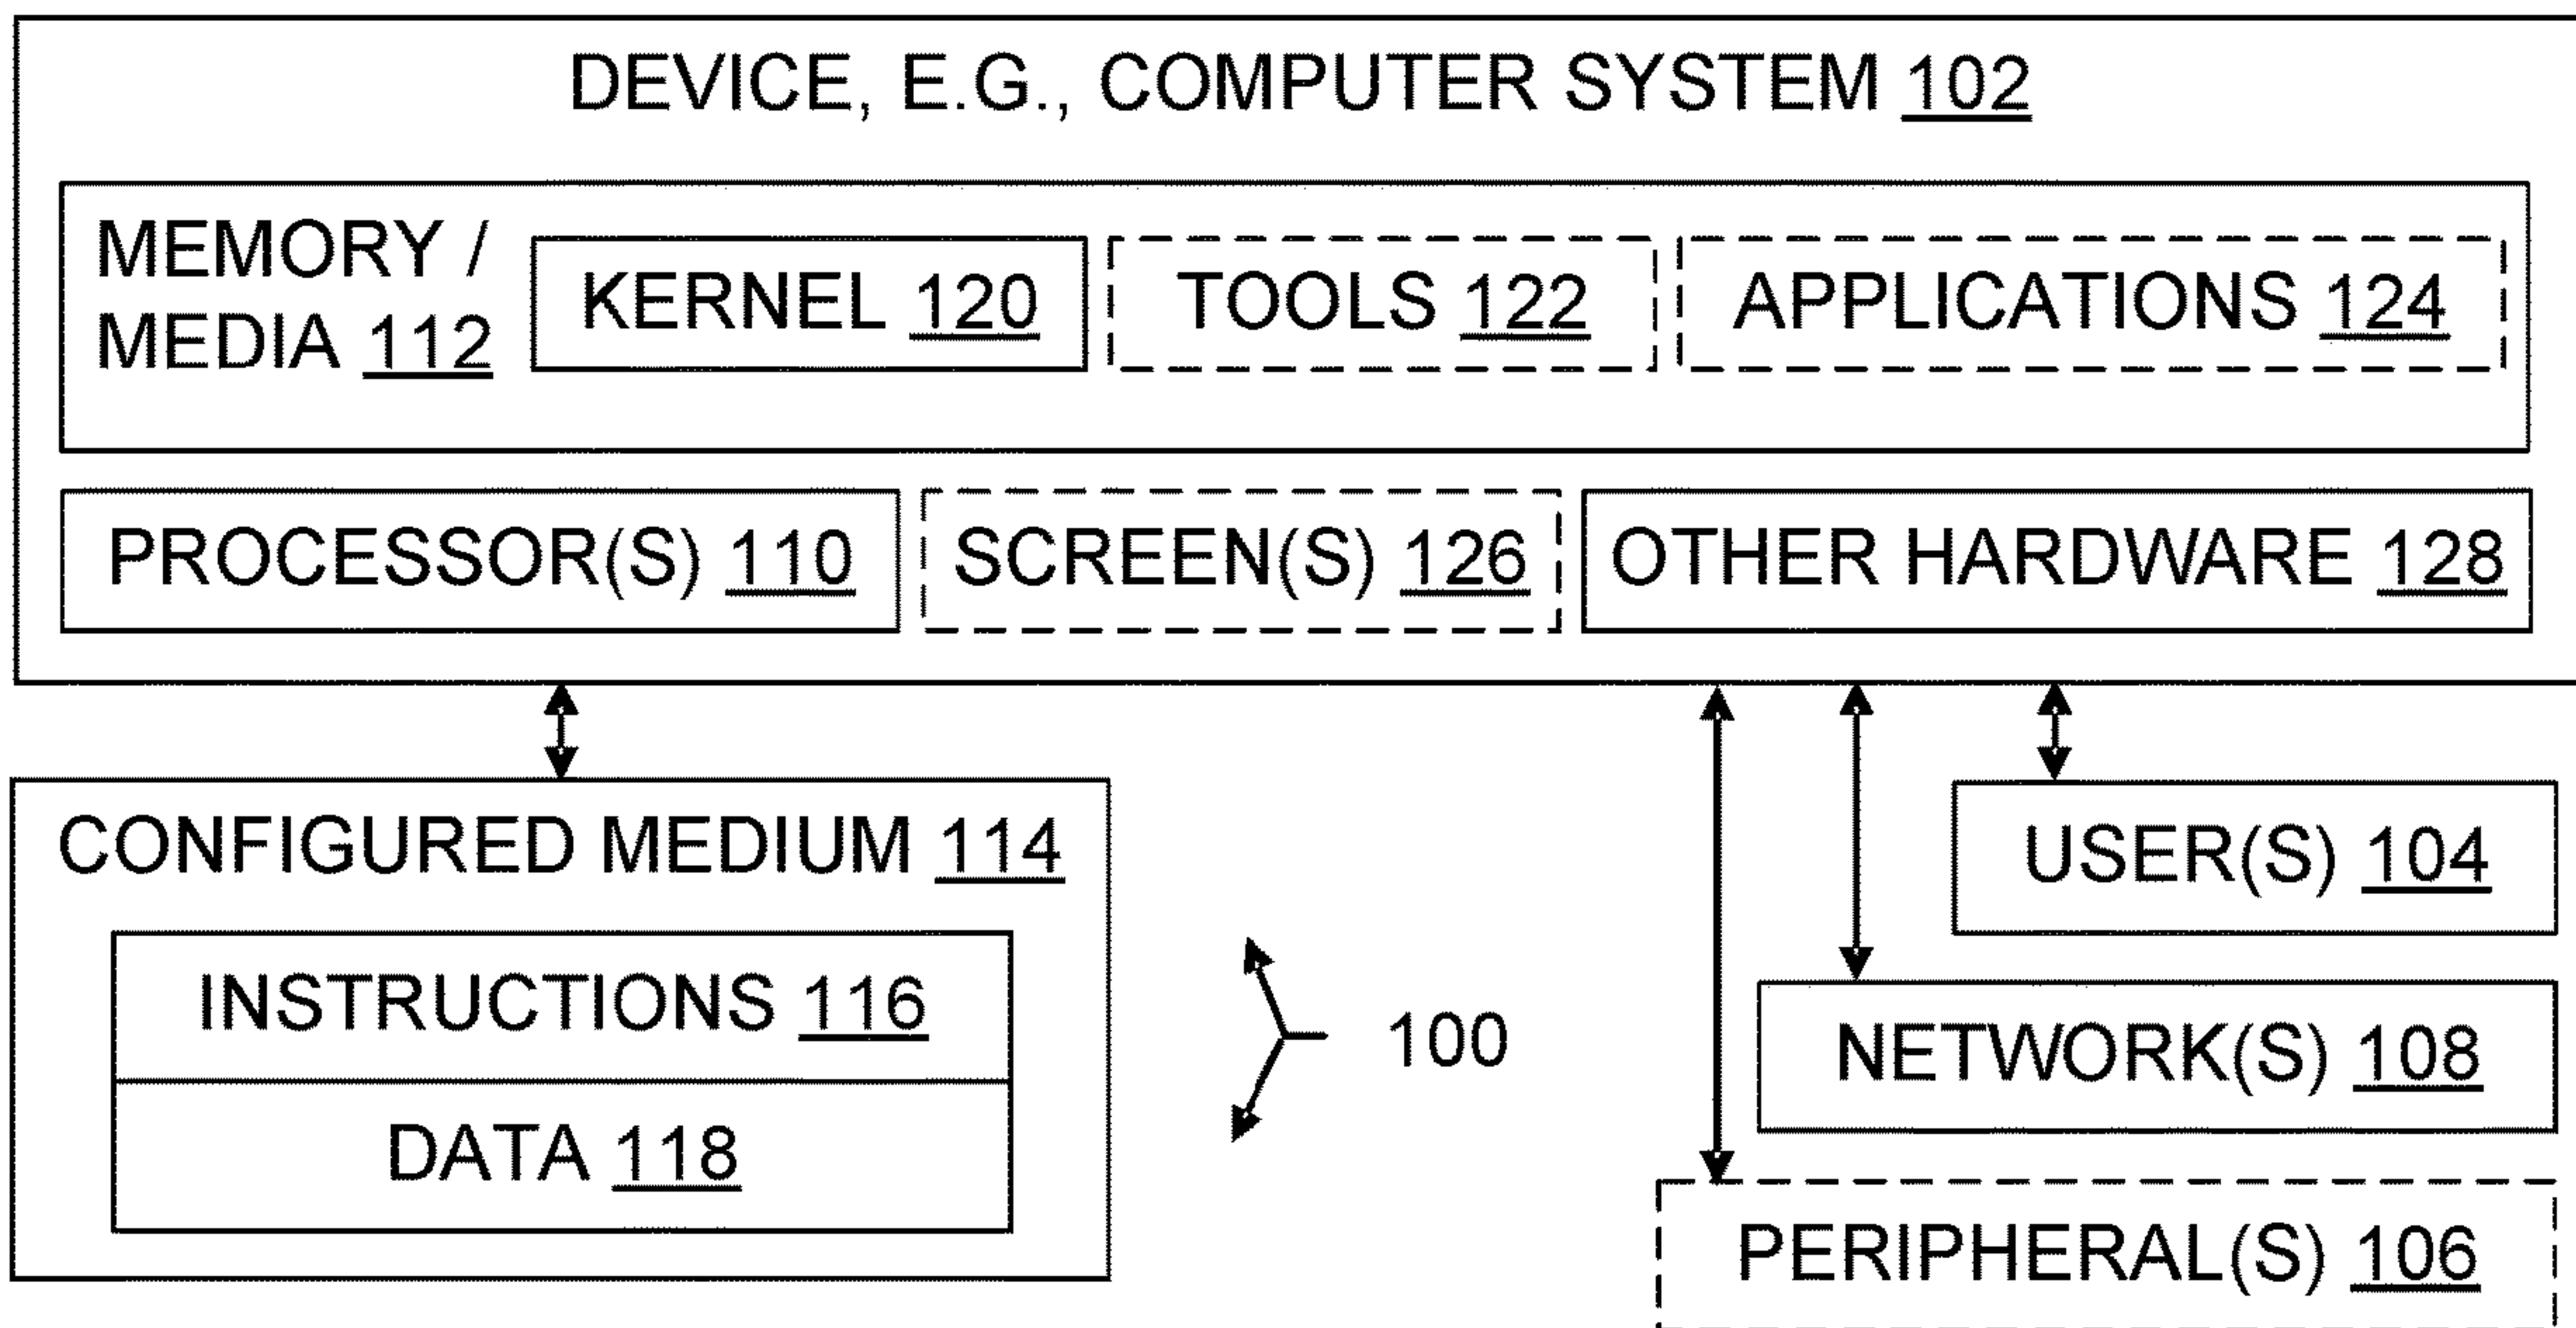 DEVICE, E.G., COMPUTER SYSTEM 102
MEMORY /
MEDIA 112
KERNEL 120
TOOLS 122
APPLICATIONS 124
PROCESSOR(S) 110
SCREEN(S) 126
OTHER HARDWARE 128
CONFIGURED MEDIUM 114
INSTRUCTIONS 116
DATA 118
100
USER(S) 104
NETWORK(S) 108
PERIPHERAL(S) 106